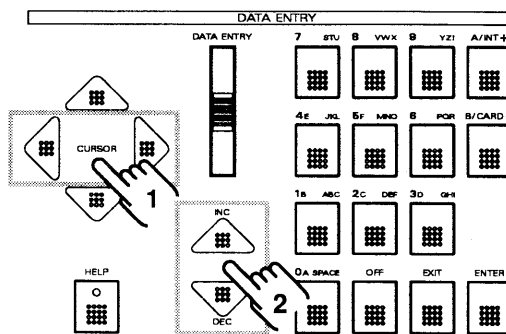 DATA ENTRY
DATA ENTRY
7 STU 8 VWX 9 YZ! A/INT+
4E JKL 5F MNO 6 PQR B/CARD
CURSOR
1
1B ABC 2C DEF 3D GHI
INC
HELP
0A SPACE OFF EXIT ENTER
2
DEC